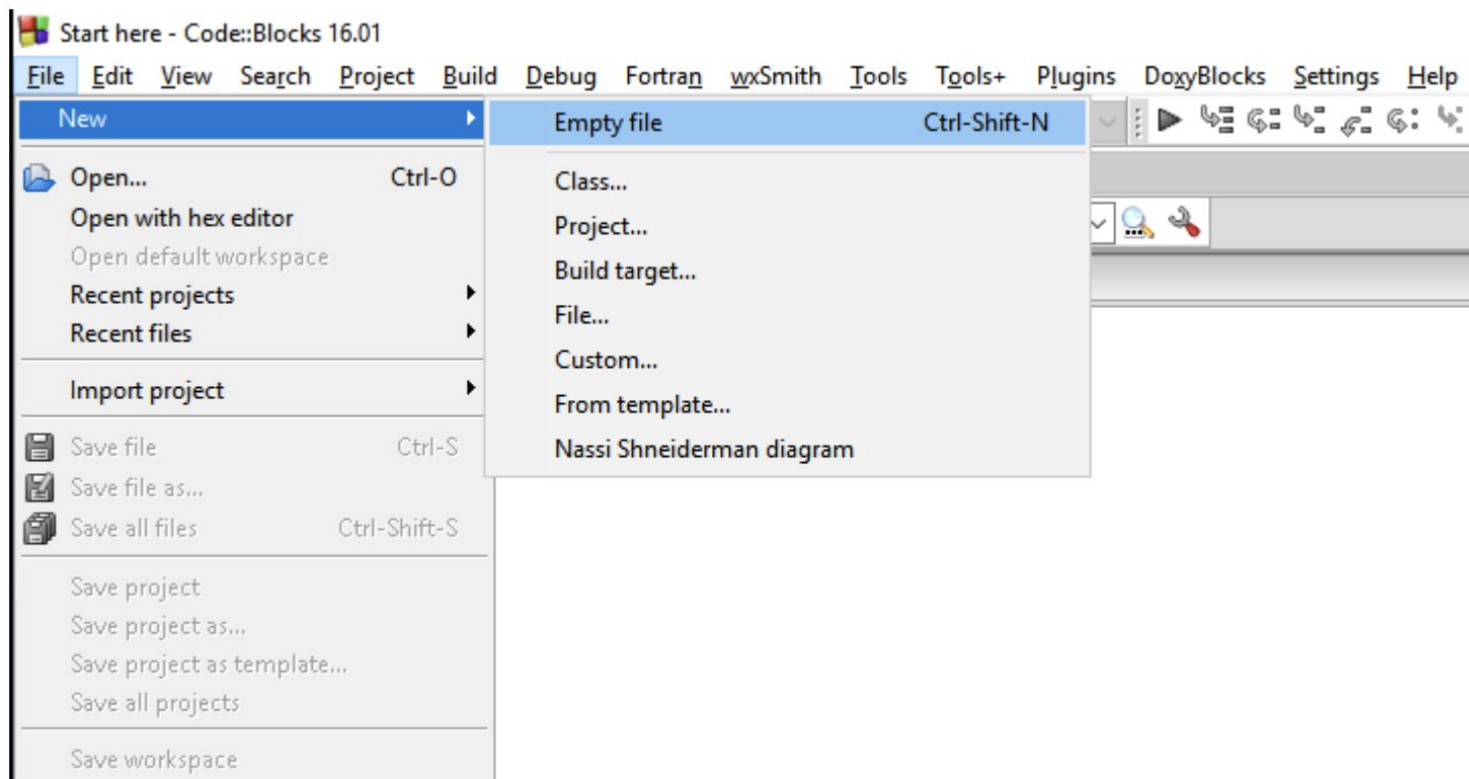 Start here - Code::Blocks 16.01
File Edit View Search Project Build Debug Fortran wxSmith Tools Tools+ Plugins DoxyBlocks Settings Help
New
Empty file Ctrl-Shift-N
Class...
Project...
Build target...
File...
Custom...
From template...
Nassi Shneiderman diagram
Open... Ctrl-O
Open with hex editor
Open default workspace
Recent projects
Recent files
Import project
Save file Ctrl-S
Save file as...
Save all files Ctrl-Shift-S
Save project
Save project as...
Save project as template...
Save all projects
Save workspace